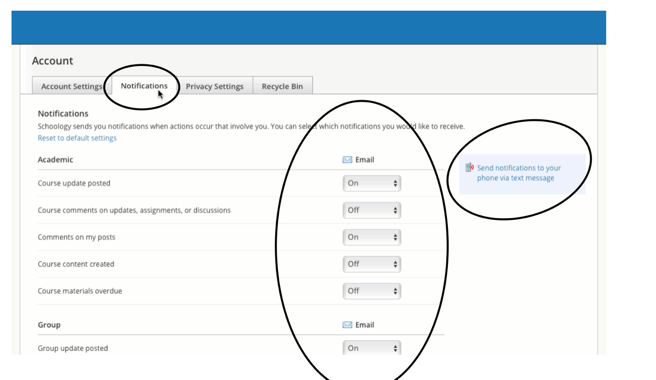 Account
Account Settings Notifications Privacy Settings Recycle Bin
Notifications
Schoology sends you notifications when actions occur that involve you. You can select which notifications you would like to receive.
Reset to default settings
Academic Email
Send notifications to your
phone via text message
Course update posted On
Course comments on updates, assignments, or discussions Off
Comments on my posts On
Course content created Off
Course materials overdue Off
Group Email
Group update posted On